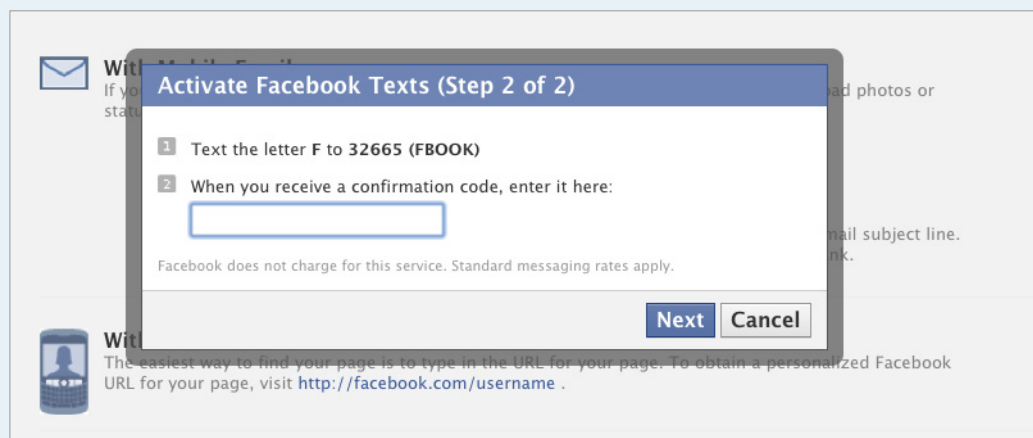 Activate Facebook Texts (Step 2 of 2)
If yo
ad photos or
statu
1 Text the letter F to 32665 (FBOOK)
2 When you receive a confirmation code, enter it here:
mail subject line.
nk.
Facebook does not charge for this service. Standard messaging rates apply.
Next Cancel
The easiest way to find your page is to type in the URL for your page. To obtain a personalized Facebook
URL for your page, visit http://facebook.com/username .